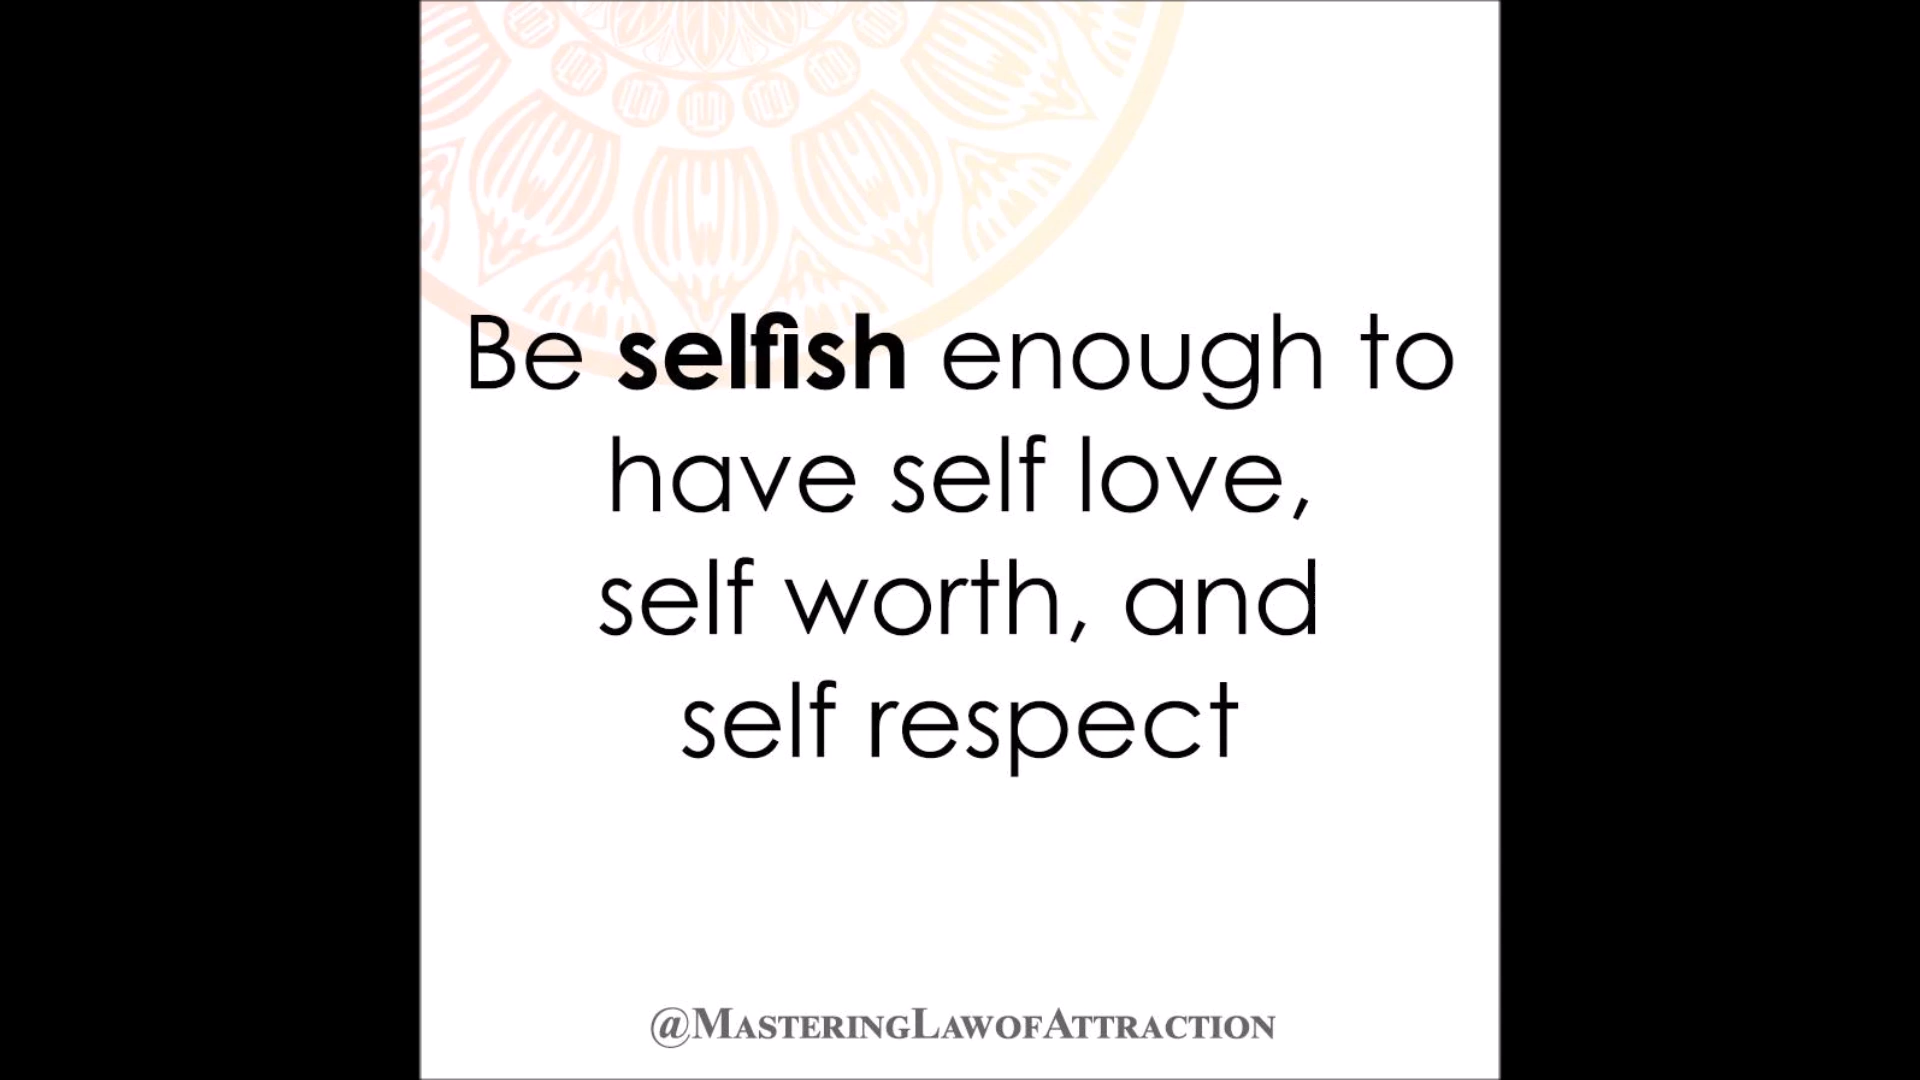 Be selfish enough to
have self love,
self worth, and
self respect
@MasteringLawofAttraction